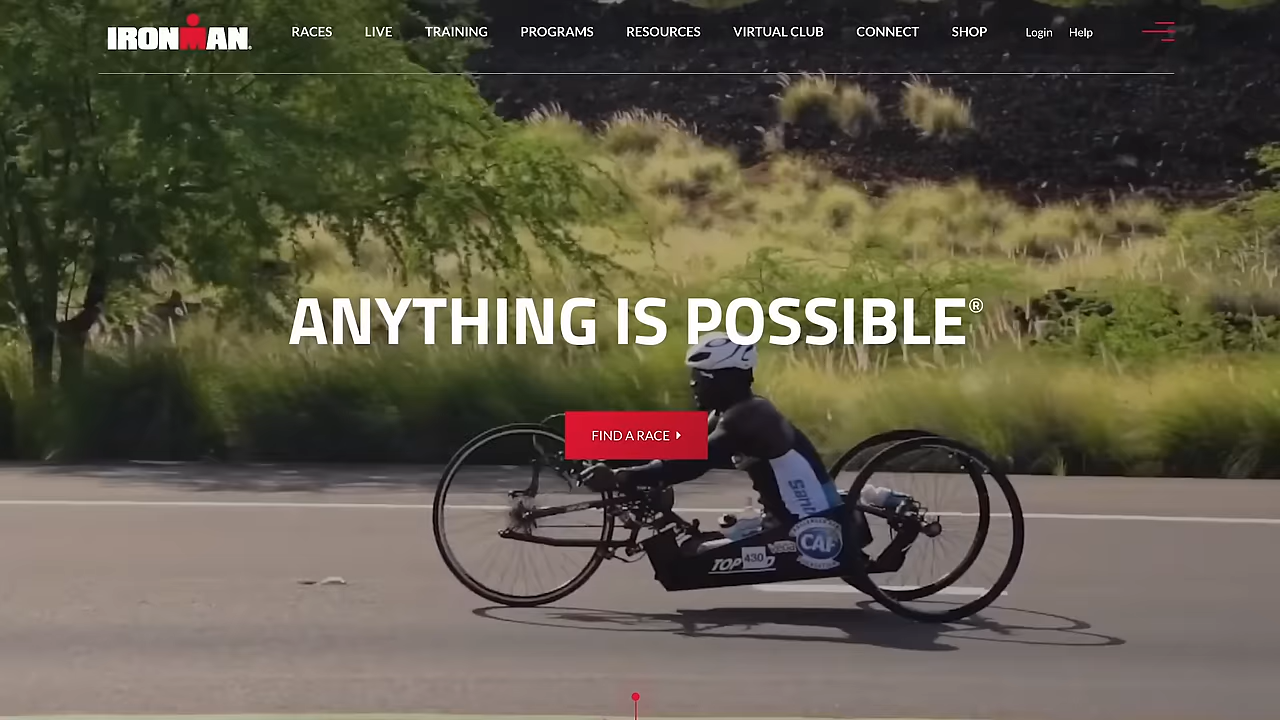 IRONMAN
RACES LIVE TRAINING PROGRAMS RESOURCES VIRTUAL CLUB CONNECT SHOP Login Help
ANYTHING IS POSSIBLE®
FIND A RACE
CAF
TOP
430